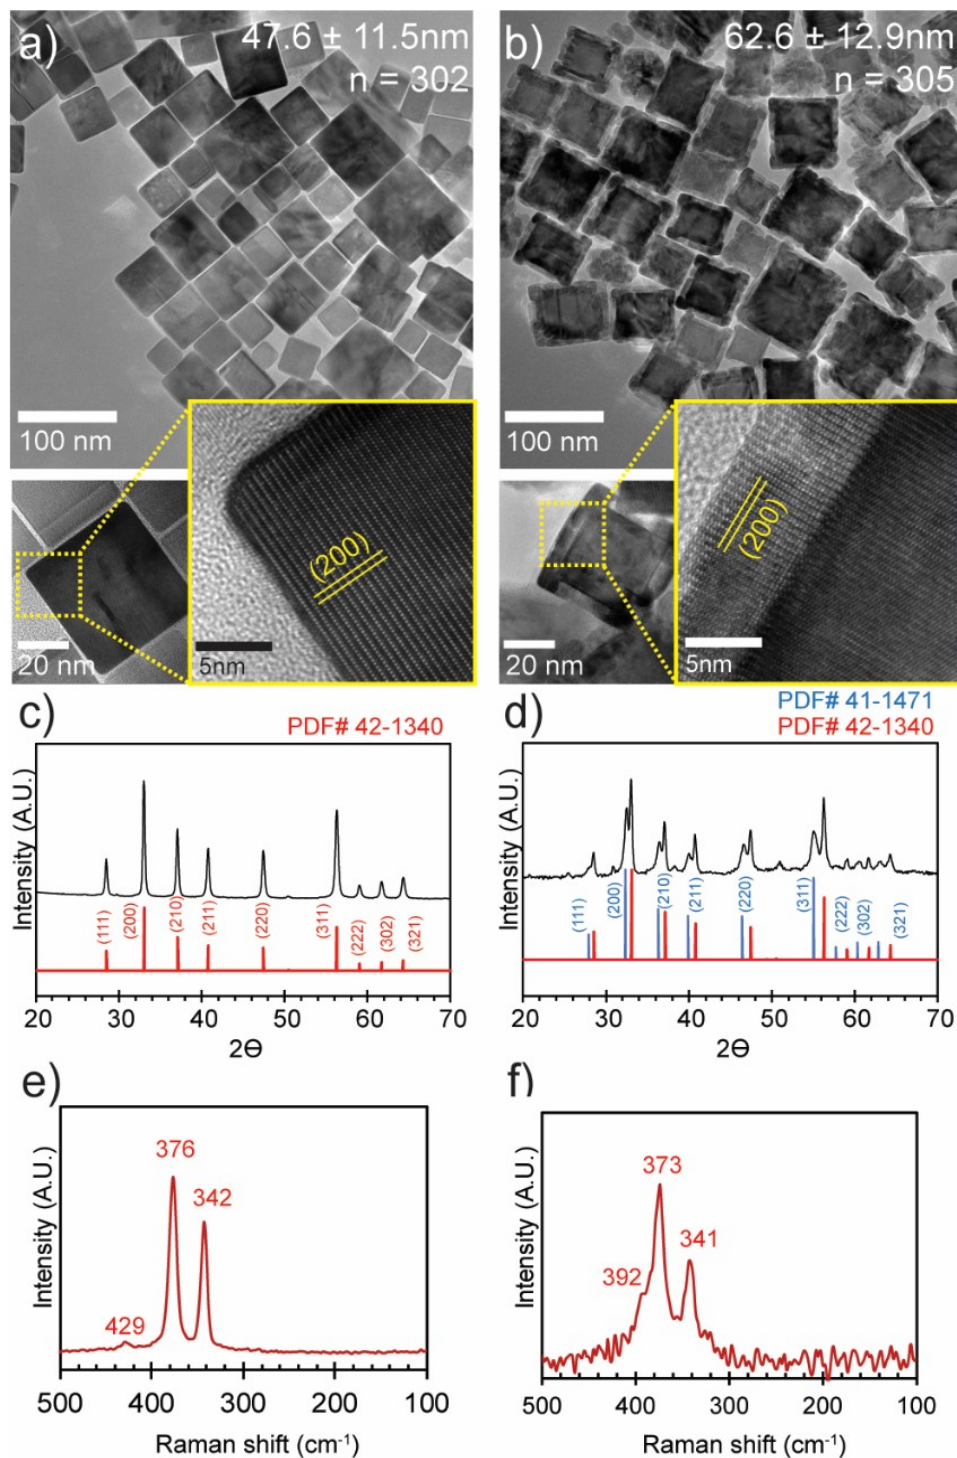 a)
47.6 ± 11.5nm
n = 302
100 nm
20 nm
(200)
5nm
b)
62.6 ± 12.9nm
n = 305
100 nm
20 nm
(200)
5nm
c)
PDF# 42-1340
Intensity (A.U.)
(111)
(200)
(210)
(211)
(220)
(311)
(222)
(302)
(321)
20 30 40 50 60 70
2Θ
d)
PDF# 41-1471
PDF# 42-1340
Intensity (A.U.)
(111)
(200)
(210)
(211)
(220)
(311)
(222)
(302)
(321)
20 30 40 50 60 70
2Θ
e)
Intensity (A.U.)
376
342
429
500 400 300 200 100
Raman shift (cm⁻¹)
f)
Intensity (A.U.)
373
341
392
500 400 300 200 100
Raman shift (cm⁻¹)